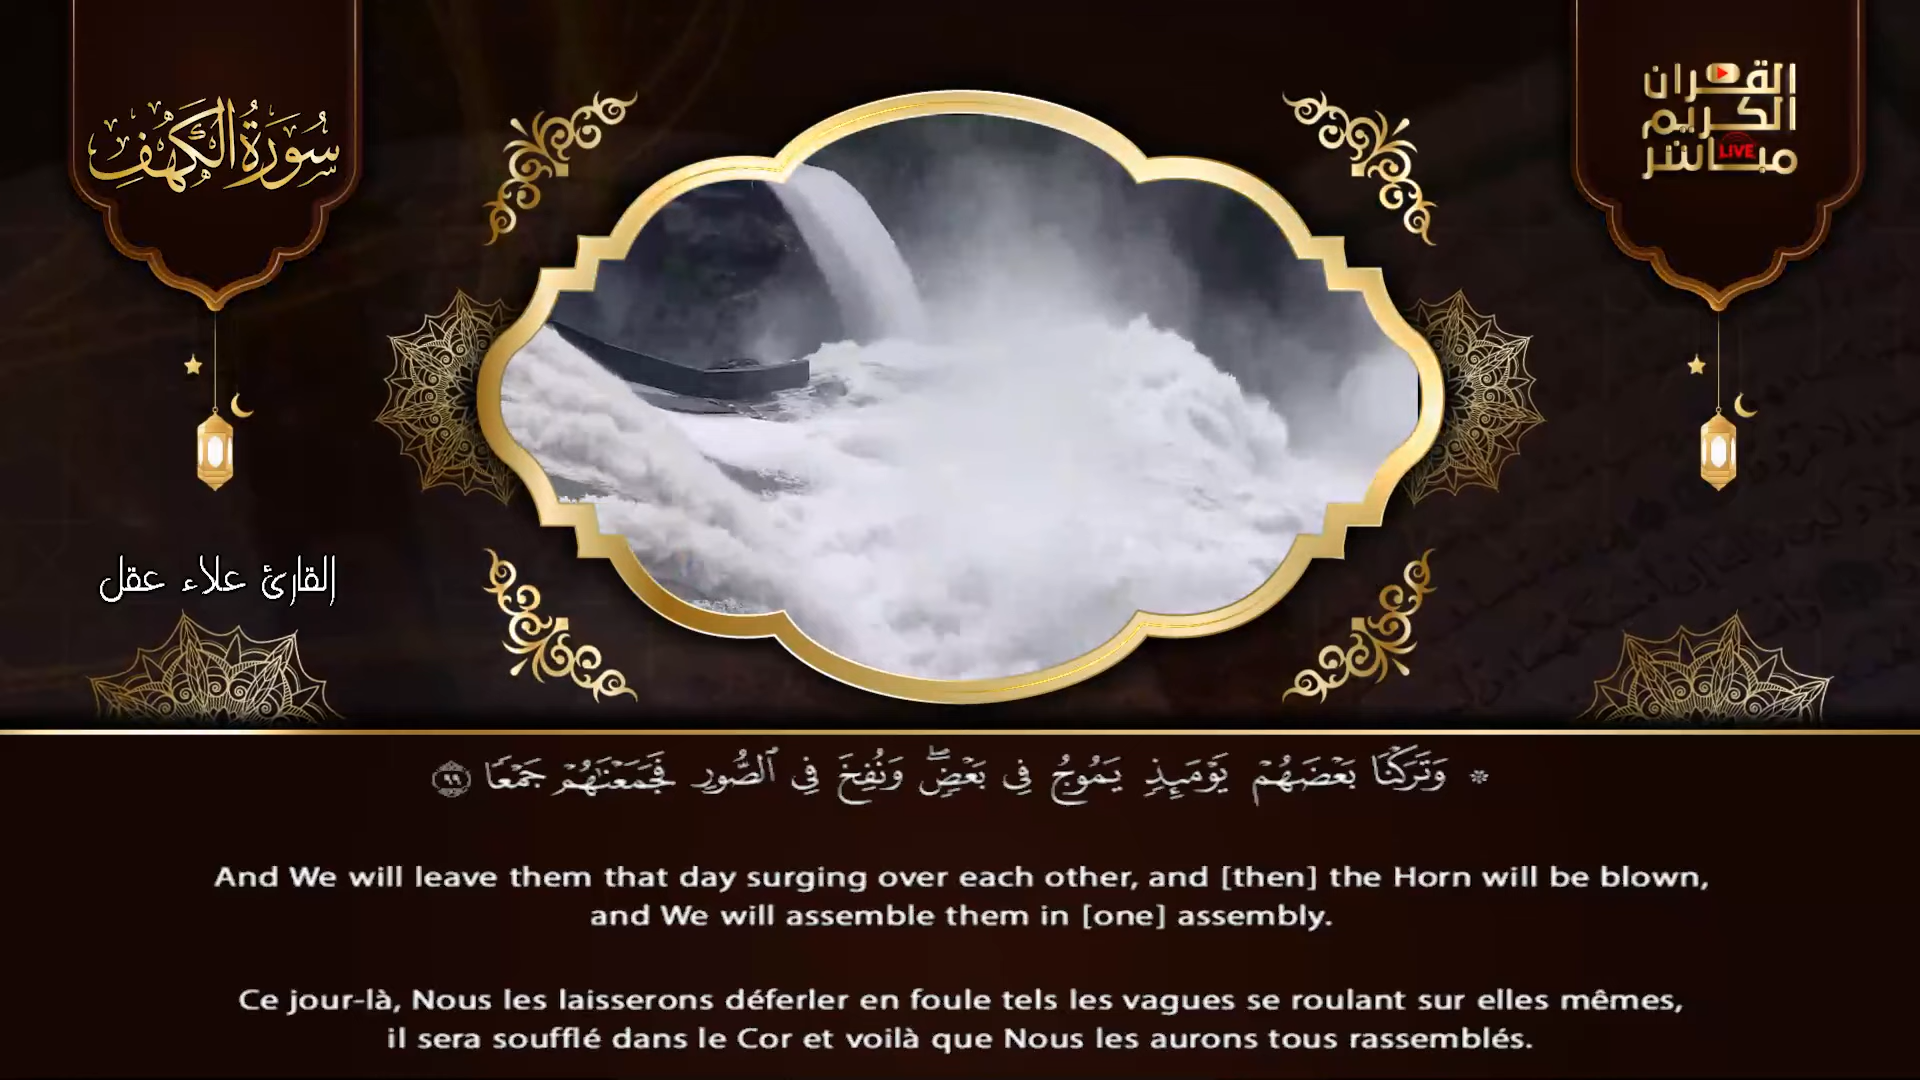 سُورَةُ الكَهْفِ
القرآن
الكريم
مباشر
LIVE
القارئ علاء عقل
* وَتَرَكْنَا بَعْضَهُمْ يَوْمَئِذٍ يَمُوجُ فِي بَعْضٍۖ وَنُفِخَ فِي ٱلصُّورِ فَجَمَعْنَٰهُمْ جَمْعًا ٩٩
And We will leave them that day surging over each other, and [then] the Horn will be blown,
and We will assemble them in [one] assembly.
Ce jour-là, Nous les laisserons déferler en foule tels les vagues se roulant sur elles mêmes,
il sera soufflé dans le Cor et voilà que Nous les aurons tous rassemblés.